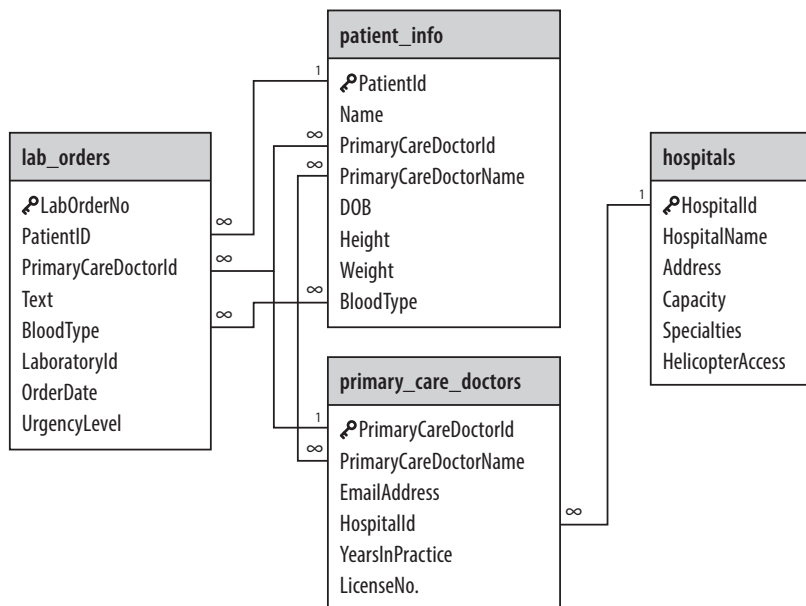 patient_info
PatientId
Name
PrimaryCareDoctorId
PrimaryCareDoctorName
DOB
Height
Weight
BloodType
lab_orders
LabOrderNo
PatientID
PrimaryCareDoctorId
Text
BloodType
LaboratoryId
OrderDate
UrgencyLevel
primary_care_doctors
PrimaryCareDoctorId
PrimaryCareDoctorName
EmailAddress
HospitalId
YearsInPractice
LicenseNo.
hospitals
HospitalId
HospitalName
Address
Capacity
Specialties
HelicopterAccess
1
∞
∞
∞
∞
∞
∞
1
∞
1
∞